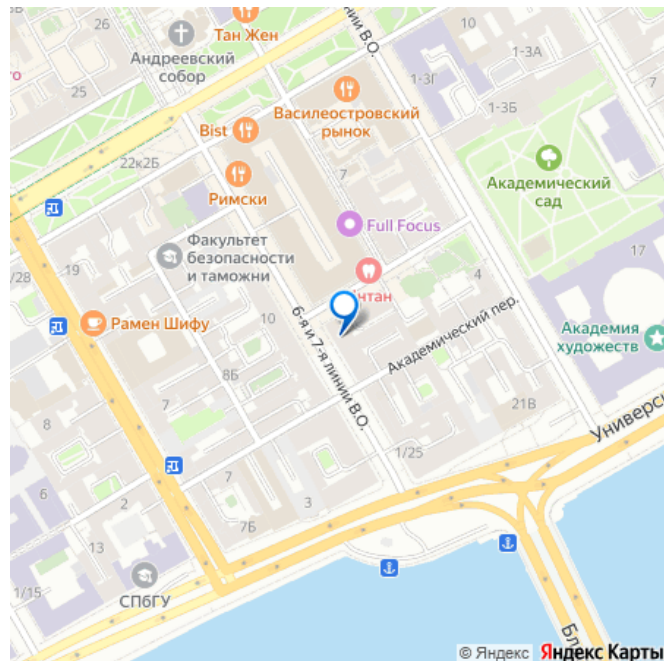 Тан Жен
26
Андреевский
собор
25
линии В.О.
1-3А
1-3Г
1-3Б
Василеостровский
рынок
Bist
22к2Б
Римски
7
Академический
сад
Full Focus
Факультет
безопасности
и таможни
17
19
/28
4
10
6-я и 7-я линии В.О.
Академический пер.
Рамен Шифу
Академия
художеств
8Б
8
7
21В
Универс
1/25
6
2
7
3
7Б
13
СПбГУ
1/15
Бл
© Яндекс Яндекс Карты